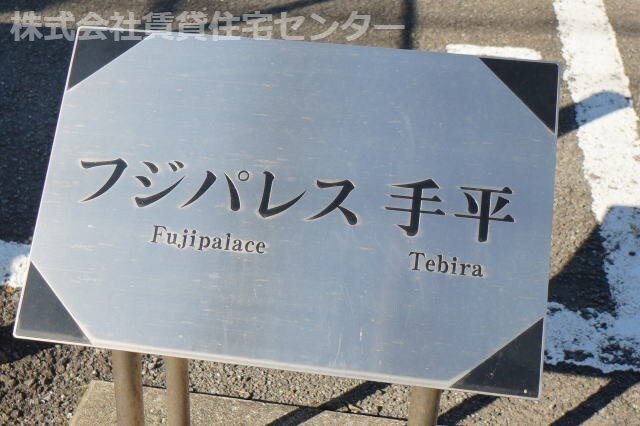 株式会社賃貸住宅センター
フジパレス 手平
Fujipalace Tebira